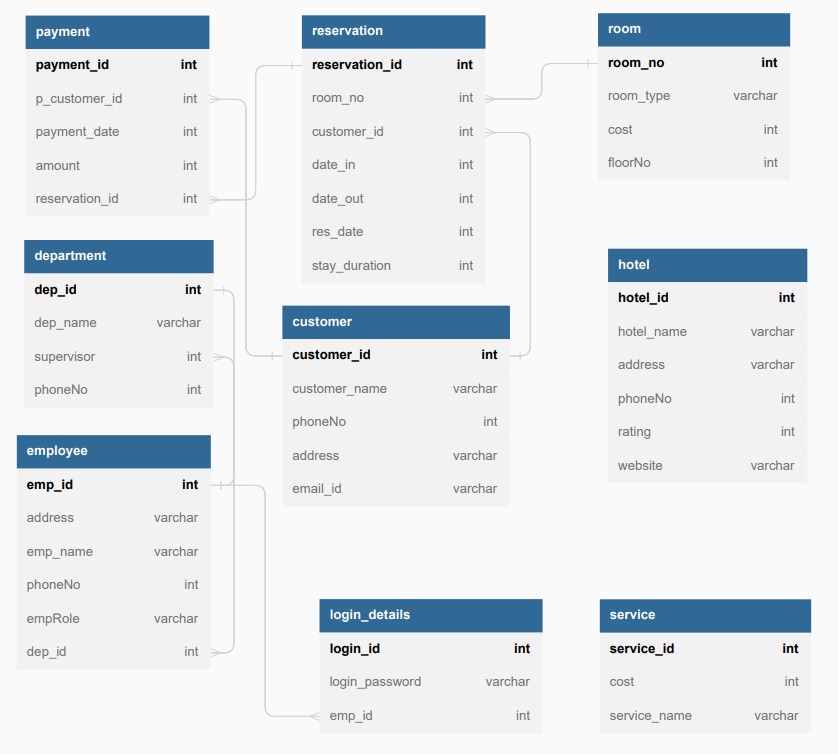 payment
payment_id int
p_customer_id int
payment_date int
amount int
reservation_id int
reservation
reservation_id int
room_no int
customer_id int
date_in int
date_out int
res_date int
stay_duration int
room
room_no int
room_type varchar
cost int
floorNo int
department
dep_id int
dep_name varchar
supervisor int
phoneNo int
customer
customer_id int
customer_name varchar
phoneNo int
address varchar
email_id varchar
hotel
hotel_id int
hotel_name varchar
address varchar
phoneNo int
rating int
website varchar
employee
emp_id int
address varchar
emp_name varchar
phoneNo int
empRole varchar
dep_id int
login_details
login_id int
login_password varchar
emp_id int
service
service_id int
cost int
service_name varchar